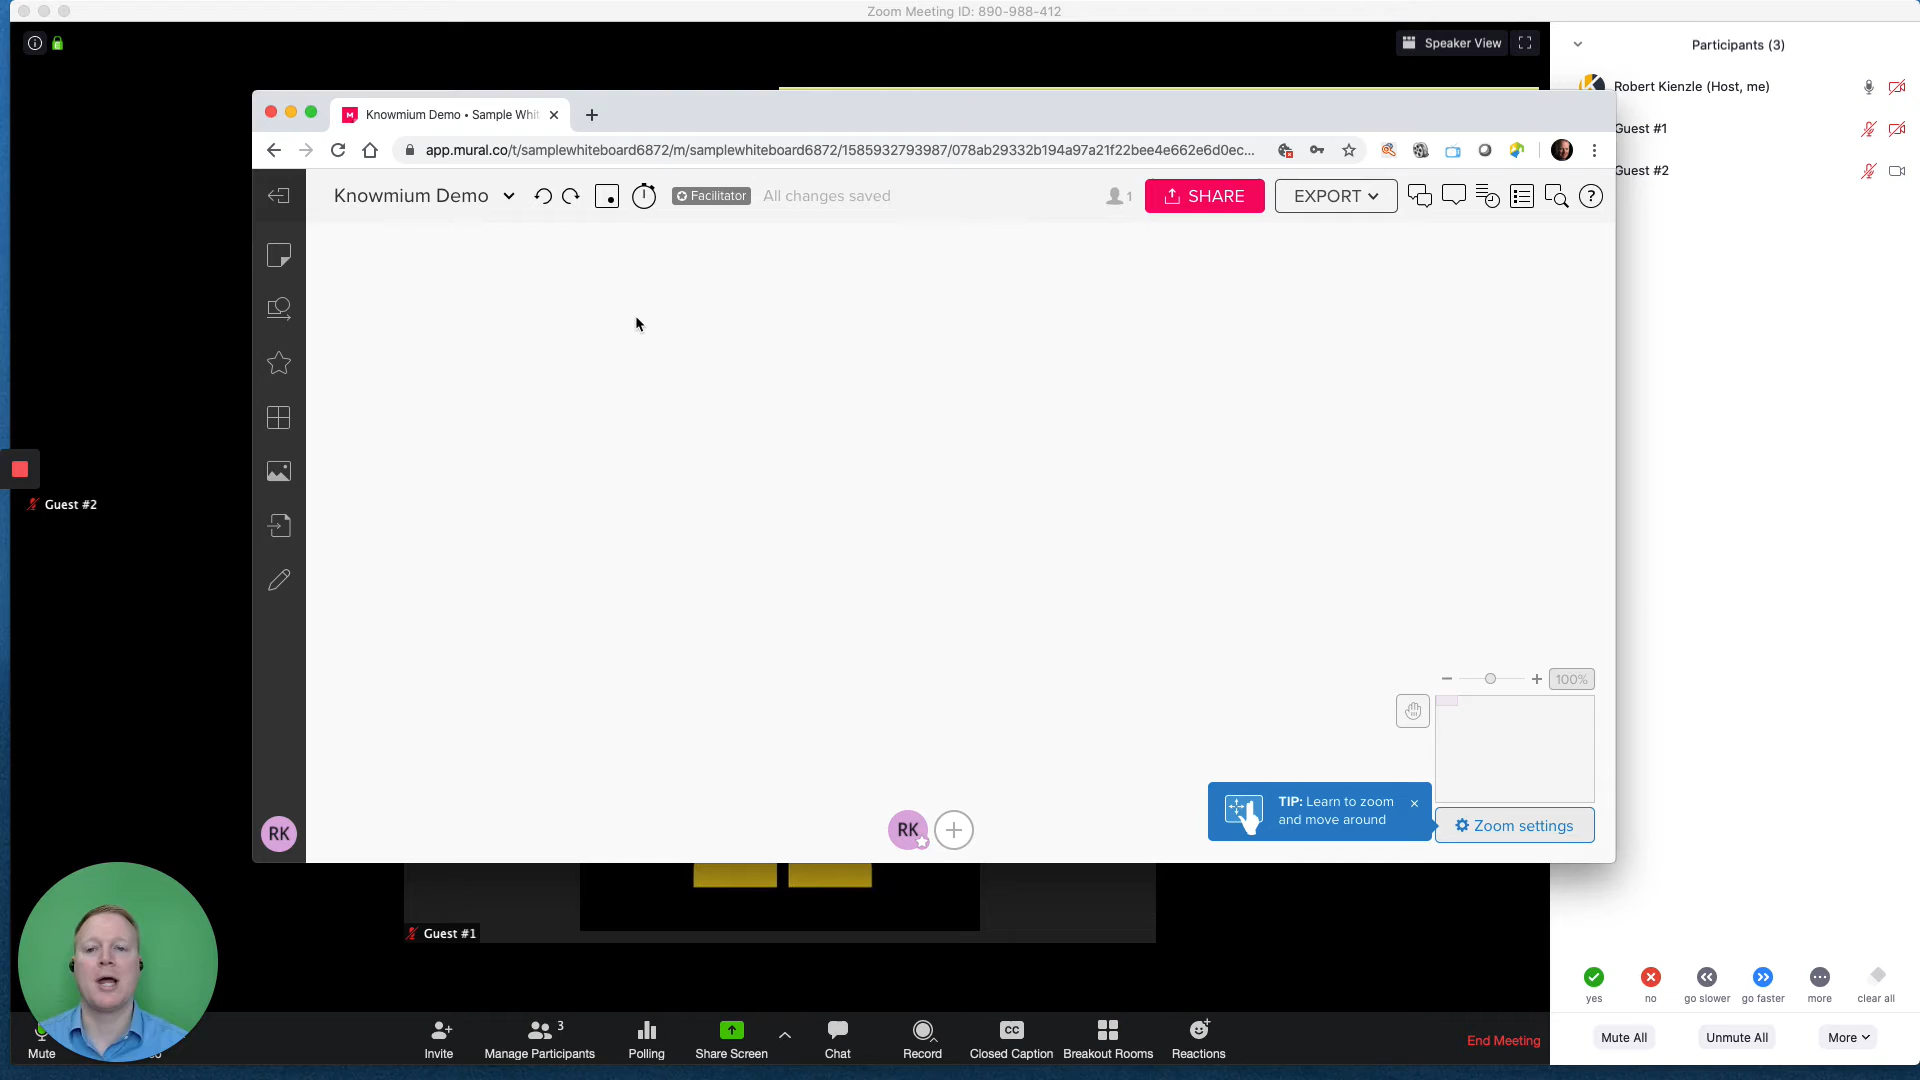 Zoom Meeting ID: 890-988-412
Speaker View
Participants (3)
Robert Kienzle (Host, me)
Guest #1
Guest #2
Knowmium Demo • Sample Whit
app.mural.co/t/samplewhiteboard6872/m/samplewhiteboard6872/1585932793987/078ab29332b194a97a21f22bee4e662e6d0ec...
Knowmium Demo
Facilitator
All changes saved
1
SHARE
EXPORT
Guest #2
100%
TIP: Learn to zoom
and move around
Zoom settings
RK
RK
Guest #1
yes
no
go slower
go faster
more
clear all
Mute
3
Invite
Manage Participants
Polling
Share Screen
Chat
Record
CC
Closed Caption
Breakout Rooms
Reactions
End Meeting
Mute All
Unmute All
More